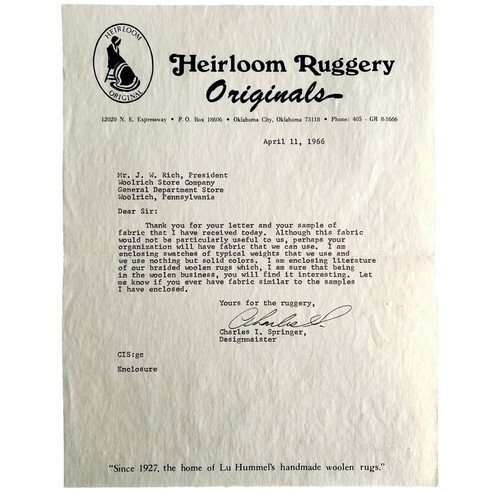 HEIRLOOM
ORIGINAL
Heirloom Ruggery
Originals
12020 N. E. Expressway • P. O. Box 18606 • Oklahoma City, Oklahoma 73118 • Phone: 405 - GR 8-1666
April 11, 1966
Mr. J. W. Rich, President
Woolrich Store Company
General Department Store
Woolrich, Pennsylvania
Dear Sir:
Thank you for your letter and your sample of
fabric that I have received today. Although this fabric
would not be particularly useful to us, perhaps your
organization will have fabric that we can use. I am
enclosing swatches of typical weights that we use and
we use nothing but solid colors. I am enclosing literature
of our braided woolen rugs which, I am sure that being
in the woolen business, you will find it interesting. Let
me know if you ever have fabric similar to the samples
I have enclosed.
Yours for the ruggery,
Charles I. Springer,
Designmaister
CIS:gc
Enclosure
"Since 1927, the home of Lu Hummel's handmade woolen rugs."